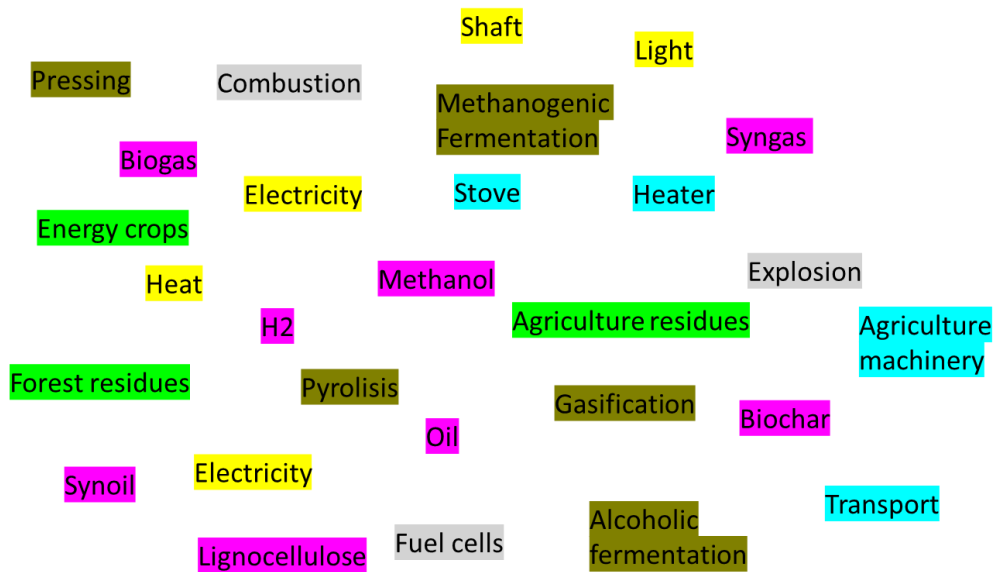 Shaft
Light
Pressing
Combustion
Methanogenic
Fermentation
Syngas
Biogas
Electricity
Stove
Heater
Energy crops
Heat
Methanol
Explosion
H2
Agriculture residues
Agriculture
machinery
Forest residues
Pyrolisis
Gasification
Biochar
Oil
Synoil
Electricity
Transport
Lignocellulose
Fuel cells
Alcoholic
fermentation